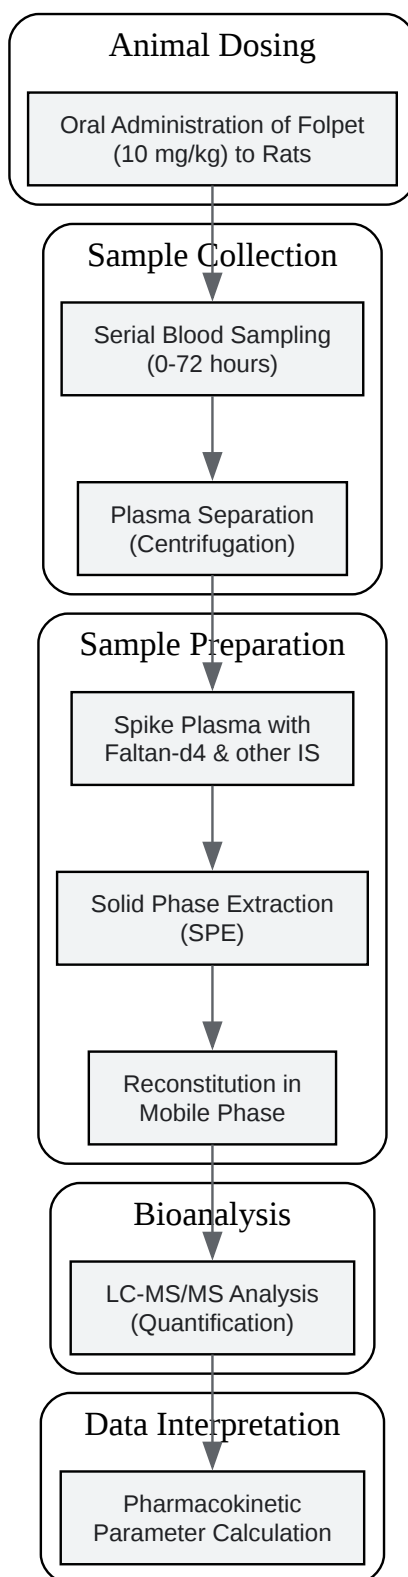 Animal Dosing
Oral Administration of Folpet
(10 mg/kg) to Rats
Sample Collection
Serial Blood Sampling
(0-72 hours)
Plasma Separation
(Centrifugation)
Sample Preparation
Spike Plasma with
Faltan-d4 & other IS
Solid Phase Extraction
(SPE)
Reconstitution in
Mobile Phase
Bioanalysis
LC-MS/MS Analysis
(Quantification)
Data Interpretation
Pharmacokinetic
Parameter Calculation